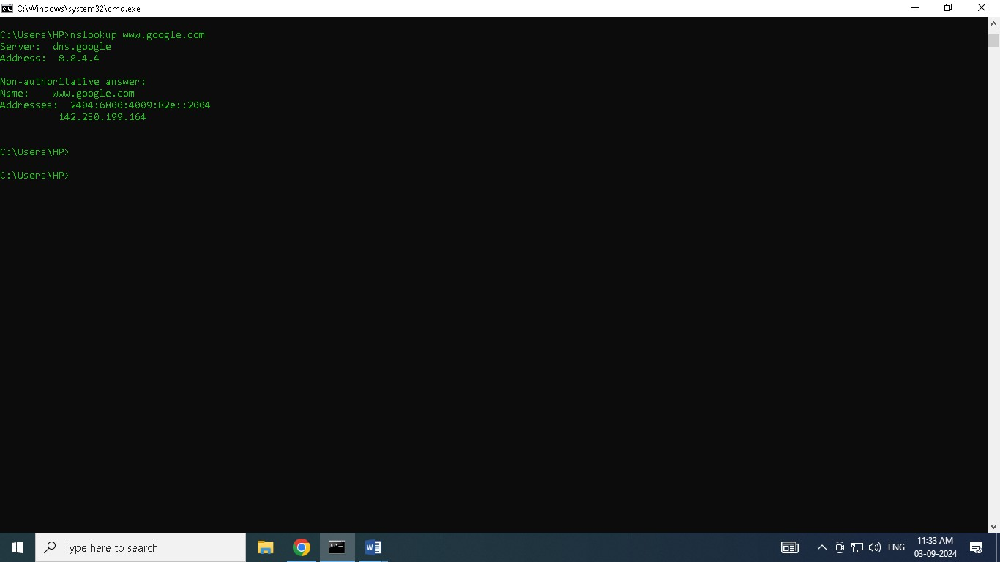 C:\Windows\system32\cmd.exe
C:\Users\HP>nslookup www.google.com
Server:  dns.google
Address:  8.8.4.4
Non-authoritative answer:
Name:    www.google.com
Addresses:  2404:6800:4009:82e::2004
142.250.199.164
C:\Users\HP>
C:\Users\HP>
Type here to search
ENG
11:33 AM
03-09-2024